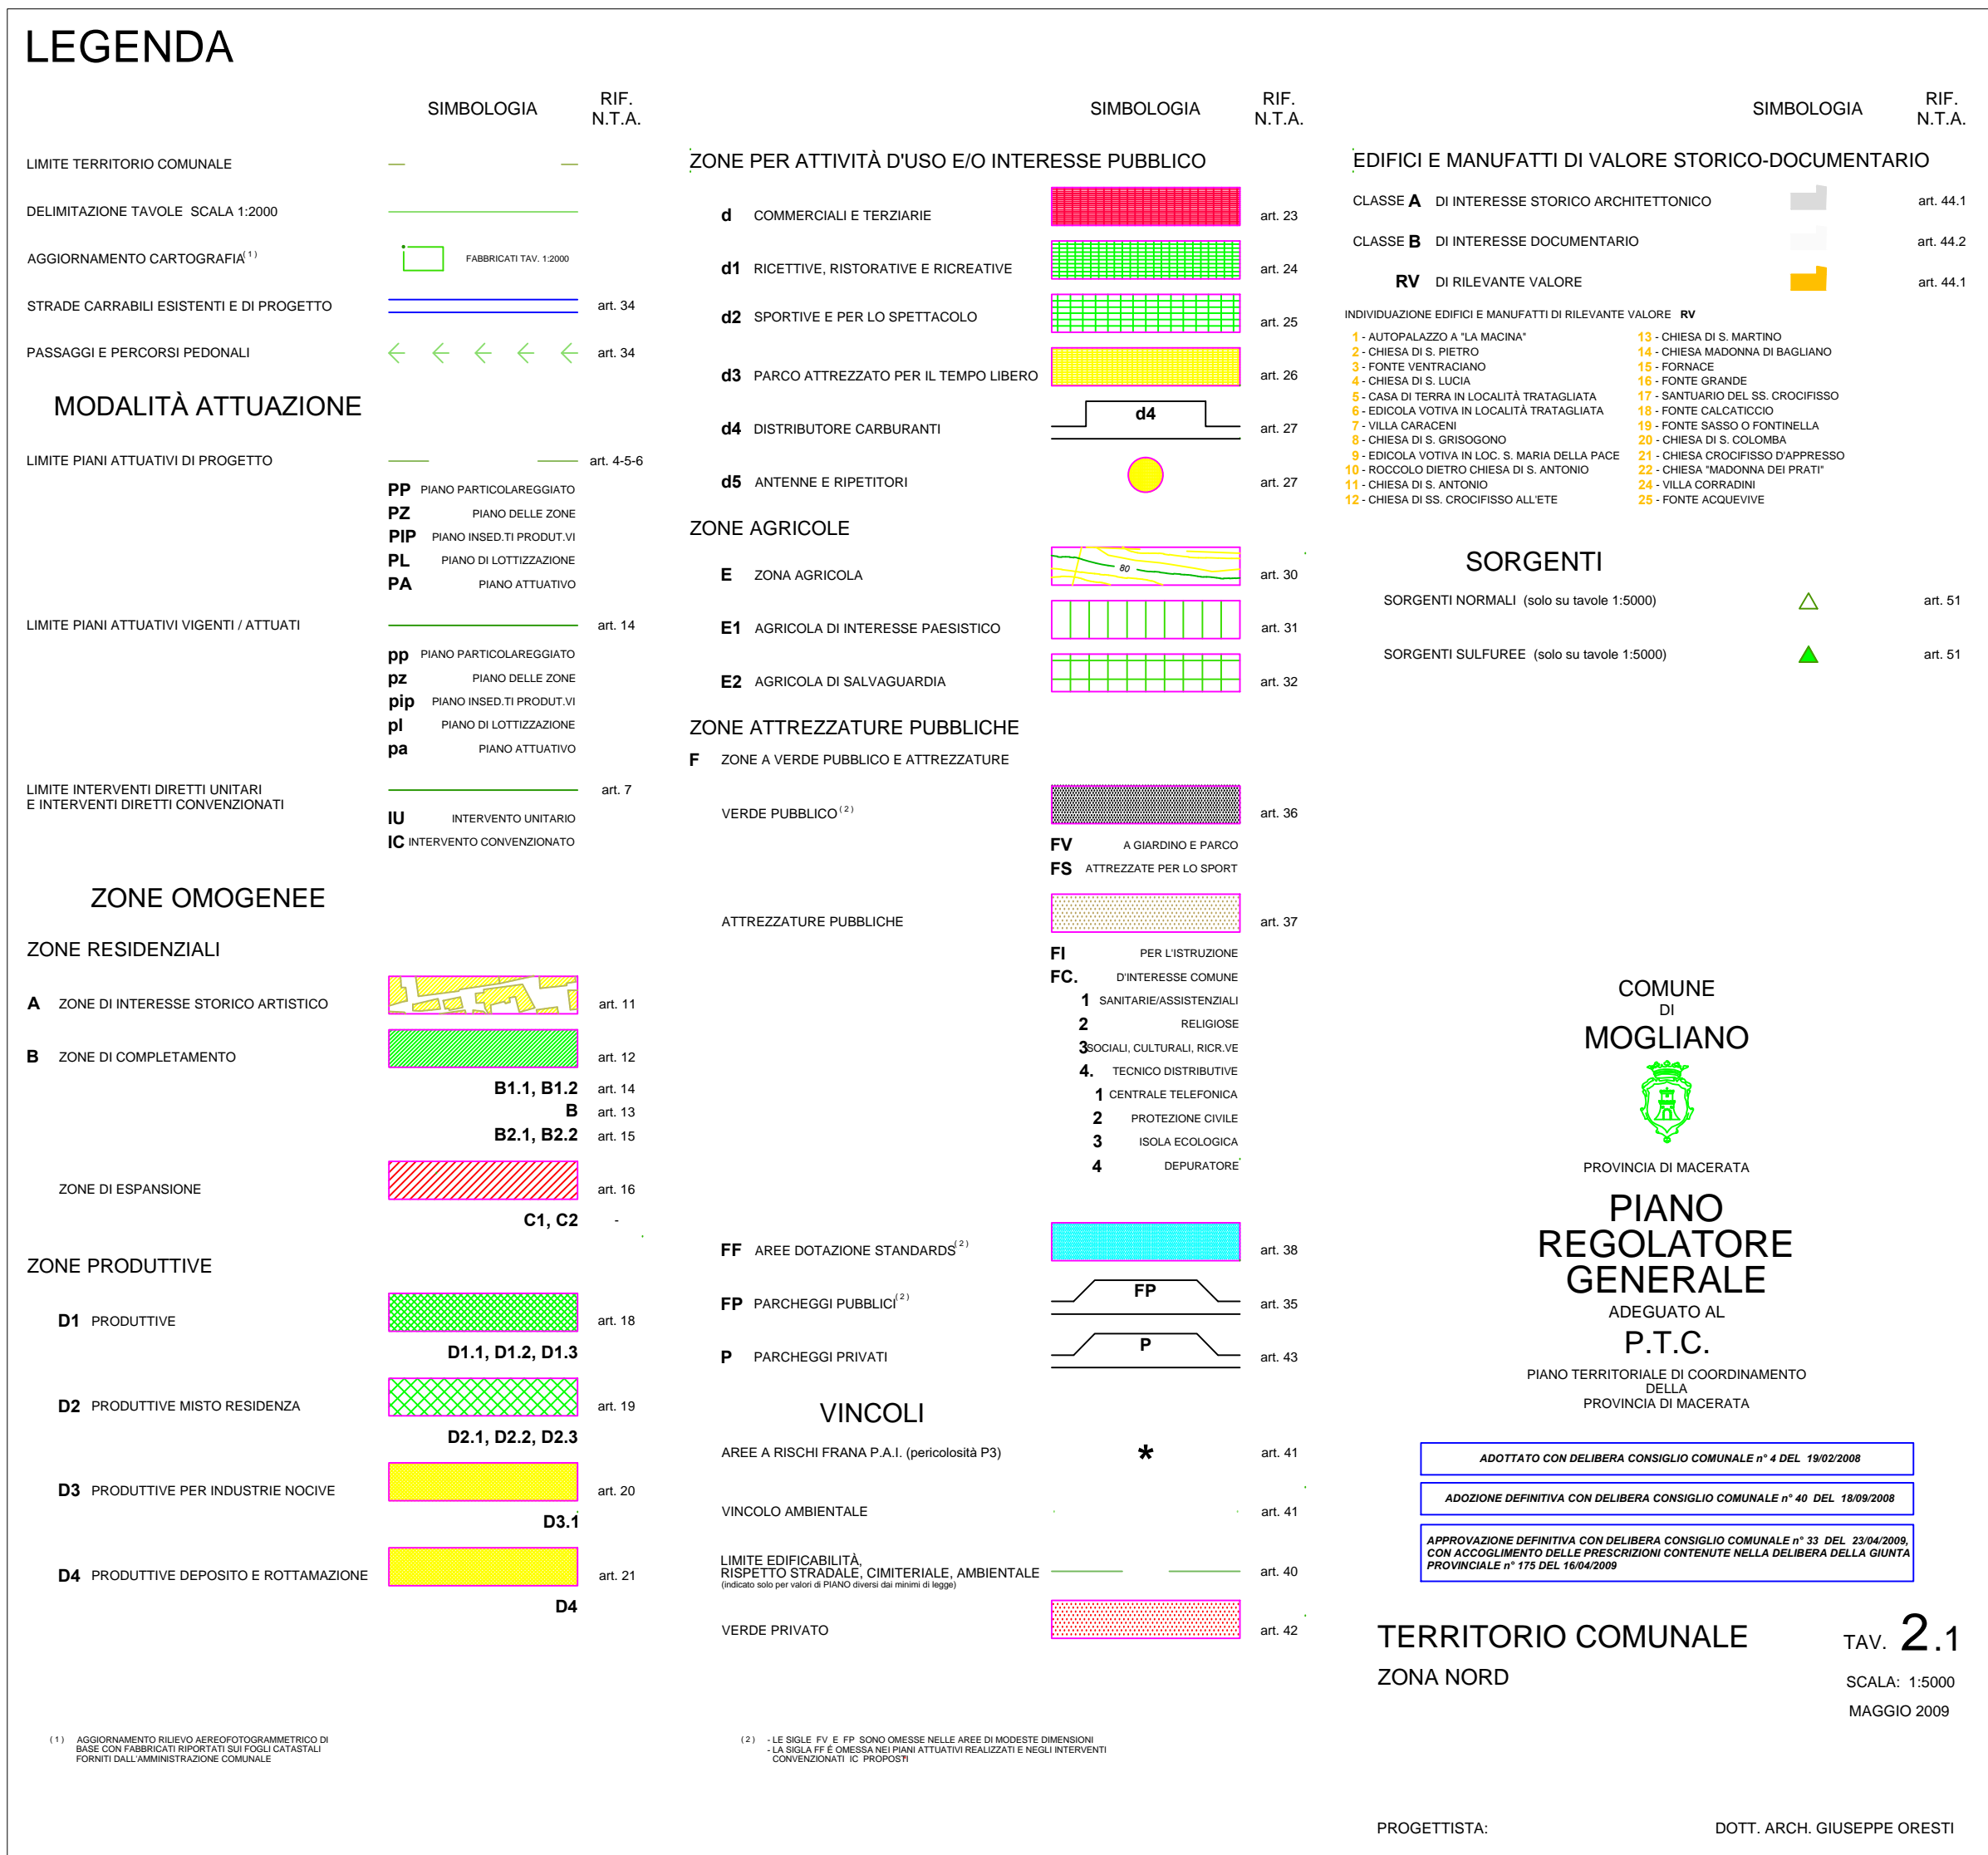 LEGENDA
SIMBOLOGIA RIF. N.T.A.
LIMITE TERRITORIO COMUNALE
DELIMITAZIONE TAVOLE SCALA 1:2000
AGGIORNAMENTO CARTOGRAFIA(1) FABBRICATI TAV. 1:2000
STRADE CARRABILI ESISTENTI E DI PROGETTO art. 34
PASSAGGI E PERCORSI PEDONALI art. 34
MODALITÀ ATTUAZIONE
LIMITE PIANI ATTUATIVI DI PROGETTO art. 4-5-6
PP PIANO PARTICOLAREGGIATO
PZ PIANO DELLE ZONE
PIP PIANO INSED.TI PRODUT.VI
PL PIANO DI LOTTIZZAZIONE
PA PIANO ATTUATIVO
LIMITE PIANI ATTUATIVI VIGENTI / ATTUATI art. 14
pp PIANO PARTICOLAREGGIATO
pz PIANO DELLE ZONE
pip PIANO INSED.TI PRODUT.VI
pl PIANO DI LOTTIZZAZIONE
pa PIANO ATTUATIVO
LIMITE INTERVENTI DIRETTI UNITARI art. 7
E INTERVENTI DIRETTI CONVENZIONATI
IU INTERVENTO UNITARIO
IC INTERVENTO CONVENZIONATO
ZONE OMOGENEE
ZONE RESIDENZIALI
A ZONE DI INTERESSE STORICO ARTISTICO art. 11
B ZONE DI COMPLETAMENTO art. 12
B1.1, B1.2 art. 14
B art. 13
B2.1, B2.2 art. 15
ZONE DI ESPANSIONE art. 16
C1, C2 -
ZONE PRODUTTIVE
D1 PRODUTTIVE art. 18
D1.1, D1.2, D1.3
D2 PRODUTTIVE MISTO RESIDENZA art. 19
D2.1, D2.2, D2.3
D3 PRODUTTIVE PER INDUSTRIE NOCIVE art. 20
D3.1
D4 PRODUTTIVE DEPOSITO E ROTTAMAZIONE art. 21
D4
(1) AGGIORNAMENTO RILIEVO AEREOFOTOGRAMMETRICO DI
BASE CON FABBRICATI RIPORTATI SUI FOGLI CATASTALI
FORNITI DALL'AMMINISTRAZIONE COMUNALE
SIMBOLOGIA RIF. N.T.A.
ZONE PER ATTIVITÀ D'USO E/O INTERESSE PUBBLICO
d COMMERCIALI E TERZIARIE art. 23
d1 RICETTIVE, RISTORATIVE E RICREATIVE art. 24
d2 SPORTIVE E PER LO SPETTACOLO art. 25
d3 PARCO ATTREZZATO PER IL TEMPO LIBERO art. 26
d4 DISTRIBUTORE CARBURANTI d4 art. 27
d5 ANTENNE E RIPETITORI art. 27
ZONE AGRICOLE
E ZONA AGRICOLA 80 art. 30
E1 AGRICOLA DI INTERESSE PAESISTICO art. 31
E2 AGRICOLA DI SALVAGUARDIA art. 32
ZONE ATTREZZATURE PUBBLICHE
F ZONE A VERDE PUBBLICO E ATTREZZATURE
VERDE PUBBLICO(2) art. 36
FV A GIARDINO E PARCO
FS ATTREZZATE PER LO SPORT
ATTREZZATURE PUBBLICHE art. 37
FI PER L'ISTRUZIONE
FC. D'INTERESSE COMUNE
1 SANITARIE/ASSISTENZIALI
2 RELIGIOSE
3 SOCIALI, CULTURALI, RICR.VE
4. TECNICO DISTRIBUTIVE
1 CENTRALE TELEFONICA
2 PROTEZIONE CIVILE
3 ISOLA ECOLOGICA
4 DEPURATORE
FF AREE DOTAZIONE STANDARDS(2) art. 38
FP PARCHEGGI PUBBLICI(2) FP art. 35
P PARCHEGGI PRIVATI P art. 43
VINCOLI
AREE A RISCHI FRANA P.A.I. (pericolosità P3) * art. 41
VINCOLO AMBIENTALE art. 41
LIMITE EDIFICABILITÀ,
RISPETTO STRADALE, CIMITERIALE, AMBIENTALE art. 40
(indicato solo per valori di PIANO diversi dai minimi di legge)
VERDE PRIVATO art. 42
(2) - LE SIGLE FV E FP SONO OMESSE NELLE AREE DI MODESTE DIMENSIONI
- LA SIGLA FF É OMESSA NEI PIANI ATTUATIVI REALIZZATI E NEGLI INTERVENTI
CONVENZIONATI IC PROPOSTI
SIMBOLOGIA RIF. N.T.A.
EDIFICI E MANUFATTI DI VALORE STORICO-DOCUMENTARIO
CLASSE A DI INTERESSE STORICO ARCHITETTONICO art. 44.1
CLASSE B DI INTERESSE DOCUMENTARIO art. 44.2
RV DI RILEVANTE VALORE art. 44.1
INDIVIDUAZIONE EDIFICI E MANUFATTI DI RILEVANTE VALORE RV
1 - AUTOPALAZZO A "LA MACINA"
2 - CHIESA DI S. PIETRO
3 - FONTE VENTRACIANO
4 - CHIESA DI S. LUCIA
5 - CASA DI TERRA IN LOCALITÀ TRATAGLIATA
6 - EDICOLA VOTIVA IN LOCALITÀ TRATAGLIATA
7 - VILLA CARACENI
8 - CHIESA DI S. GRISOGONO
9 - EDICOLA VOTIVA IN LOC. S. MARIA DELLA PACE
10 - ROCCOLO DIETRO CHIESA DI S. ANTONIO
11 - CHIESA DI S. ANTONIO
12 - CHIESA DI SS. CROCIFISSO ALL'ETE
13 - CHIESA DI S. MARTINO
14 - CHIESA MADONNA DI BAGLIANO
15 - FORNACE
16 - FONTE GRANDE
17 - SANTUARIO DEL SS. CROCIFISSO
18 - FONTE CALCATICCIO
19 - FONTE SASSO O FONTINELLA
20 - CHIESA DI S. COLOMBA
21 - CHIESA CROCIFISSO D'APPRESSO
22 - CHIESA "MADONNA DEI PRATI"
24 - VILLA CORRADINI
25 - FONTE ACQUEVIVE
SORGENTI
SORGENTI NORMALI (solo su tavole 1:5000) art. 51
SORGENTI SULFUREE (solo su tavole 1:5000) art. 51
COMUNE
DI
MOGLIANO
PROVINCIA DI MACERATA
PIANO
REGOLATORE
GENERALE
ADEGUATO AL
P.T.C.
PIANO TERRITORIALE DI COORDINAMENTO
DELLA
PROVINCIA DI MACERATA
ADOTTATO CON DELIBERA CONSIGLIO COMUNALE n° 4 DEL 19/02/2008
ADOZIONE DEFINITIVA CON DELIBERA CONSIGLIO COMUNALE n° 40 DEL 18/09/2008
APPROVAZIONE DEFINITIVA CON DELIBERA CONSIGLIO COMUNALE n° 33 DEL 23/04/2009,
CON ACCOGLIMENTO DELLE PRESCRIZIONI CONTENUTE NELLA DELIBERA DELLA GIUNTA
PROVINCIALE n° 175 DEL 16/04/2009
TERRITORIO COMUNALE TAV. 2.1
ZONA NORD SCALA: 1:5000
MAGGIO 2009
PROGETTISTA: DOTT. ARCH. GIUSEPPE ORESTI